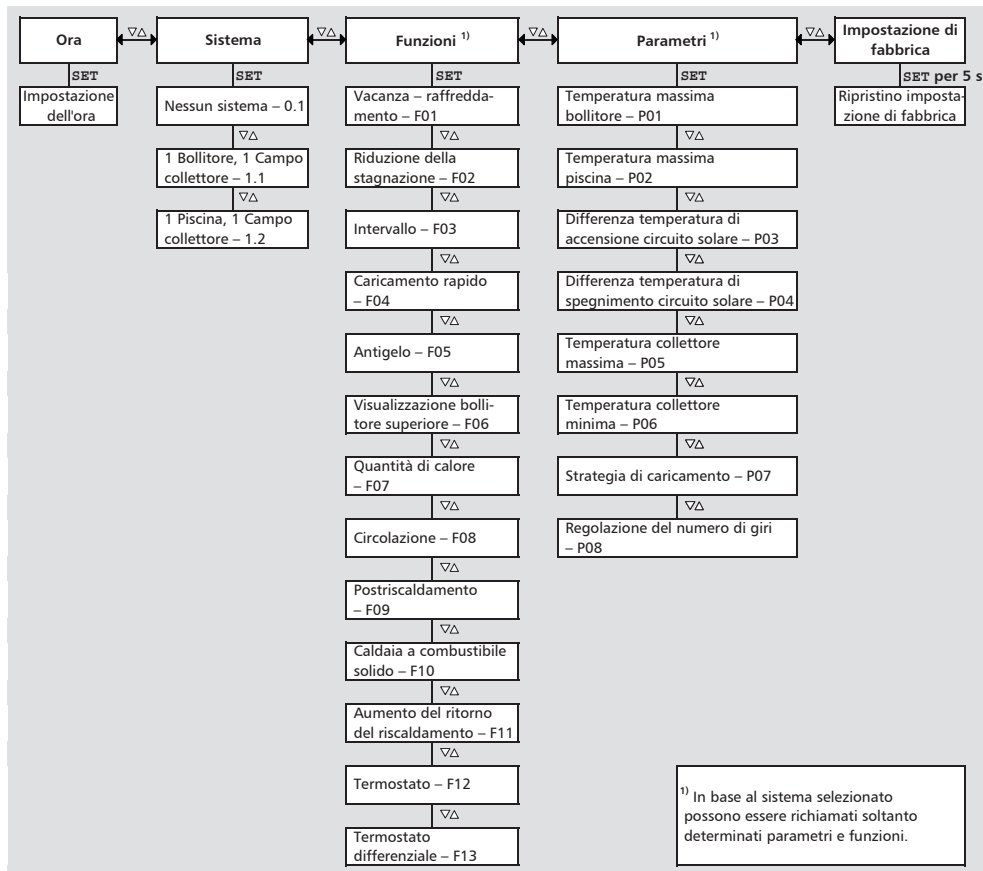 Ora
▽△
Sistema
▽△
Funzioni 1)
▽△
Parametri 1)
▽△
Impostazione di
fabbrica
SET
Impostazione
dell'ora
SET
Nessun sistema – 0.1
▽△
1 Bollitore, 1 Campo
collettore – 1.1
▽△
1 Piscina, 1 Campo
collettore – 1.2
SET
Vacanza – raffredda-
mento – F01
▽△
Riduzione della
stagnazione – F02
▽△
Intervallo – F03
▽△
Caricamento rapido
– F04
▽△
Antigelo – F05
▽△
Visualizzazione bolli-
tore superiore – F06
▽△
Quantità di calore
– F07
▽△
Circolazione – F08
▽△
Postriscaldamento
– F09
▽△
Caldaia a combustibile
solido – F10
▽△
Aumento del ritorno
del riscaldamento – F11
▽△
Termostato – F12
▽△
Termostato
differenziale – F13
SET
Temperatura massima
bollitore – P01
▽△
Temperatura massima
piscina – P02
▽△
Differenza temperatura di
accensione circuito solare – P03
▽△
Differenza temperatura di
spegnimento circuito solare – P04
▽△
Temperatura collettore
massima – P05
▽△
Temperatura collettore
minima – P06
▽△
Strategia di caricamento – P07
▽△
Regolazione del numero di giri
– P08
SET per 5 s
Ripristino imposta-
zione di fabbrica
1) In base al sistema selezionato
possono essere richiamati soltanto
determinati parametri e funzioni.